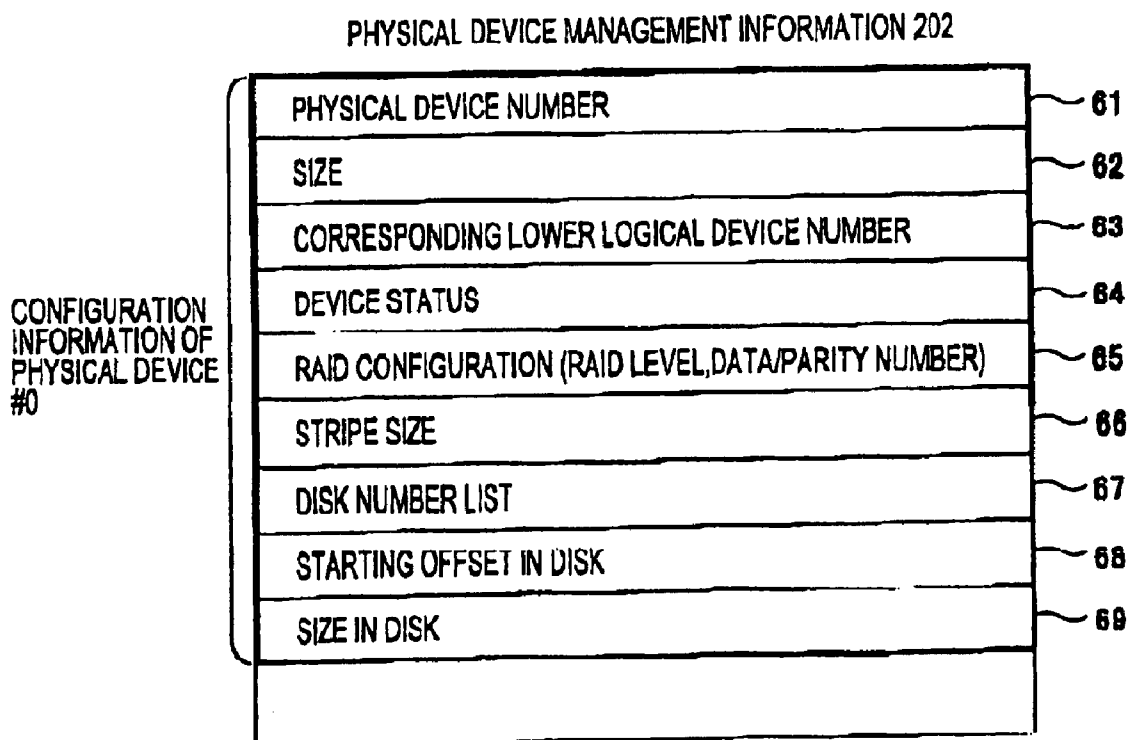 PHYSICAL DEVICE MANAGEMENT INFORMATION 202
PHYSICAL DEVICE NUMBER 61
SIZE 62
CORRESPONDING LOWER LOGICAL DEVICE NUMBER 63
DEVICE STATUS 64
RAID CONFIGURATION (RAID LEVEL,DATA/PARITY NUMBER) 65
STRIPE SIZE 66
DISK NUMBER LIST 67
STARTING OFFSET IN DISK 68
SIZE IN DISK 69
CONFIGURATION
INFORMATION OF
PHYSICAL DEVICE
#0